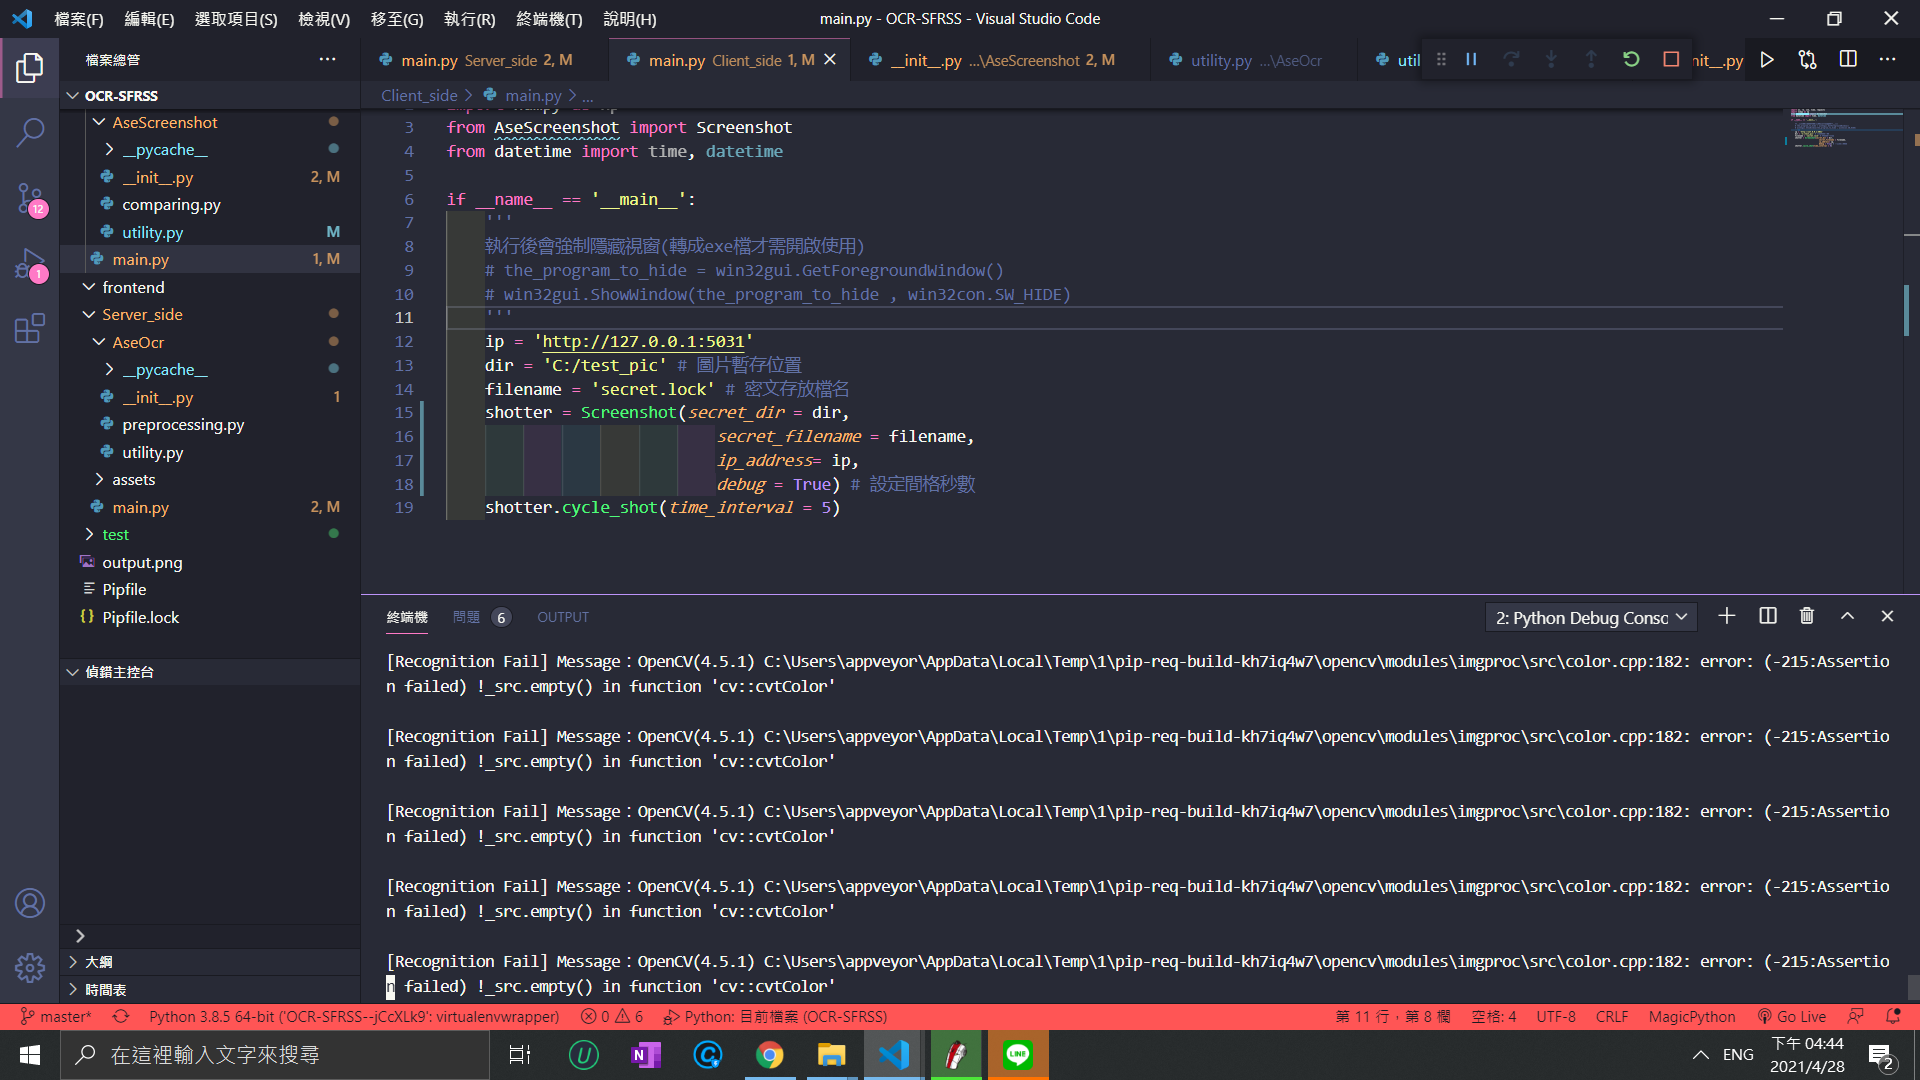 檔案(F) 編輯(E) 選取項目(S) 檢視(V) 移至(G) 執行(R) 終端機(T) 說明(H) main.py - OCR-SFRSS - Visual Studio Code
檔案總管
main.py Server_side 2, M main.py Client_side 1, M __init__.py ...\AseScreenshot 2, M utility.py ...\AseOcr util nit__.py
OCR-SFRSS
Client_side > main.py > ...
AseScreenshot
__pycache__
__init__.py 2, M
comparing.py
utility.py M
main.py 1, M
frontend
Server_side
AseOcr
__pycache__
__init__.py 1
preprocessing.py
utility.py
assets
main.py 2, M
test
output.png
Pipfile
Pipfile.lock
偵錯主控台
大綱
時間表
12
1
3 from AseScreenshot import Screenshot
4 from datetime import time, datetime
5
6 if __name__ == '__main__':
7 '''
8 執行後會強制隱藏視窗(轉成exe檔才需開啟使用)
9 # the_program_to_hide = win32gui.GetForegroundWindow()
10 # win32gui.ShowWindow(the_program_to_hide , win32con.SW_HIDE)
11 '''
12 ip = 'http://127.0.0.1:5031'
13 dir = 'C:/test_pic' # 圖片暫存位置
14 filename = 'secret.lock' # 密文存放檔名
15 shotter = Screenshot(secret_dir = dir,
16 secret_filename = filename,
17 ip_address= ip,
18 debug = True) # 設定間格秒數
19 shotter.cycle_shot(time_interval = 5)
終端機 問題 6 OUTPUT 2: Python Debug Consc
[Recognition Fail] Message：OpenCV(4.5.1) C:\Users\appveyor\AppData\Local\Temp\1\pip-req-build-kh7iq4w7\opencv\modules\imgproc\src\color.cpp:182: error: (-215:Assertio
n failed) !_src.empty() in function 'cv::cvtColor'
[Recognition Fail] Message：OpenCV(4.5.1) C:\Users\appveyor\AppData\Local\Temp\1\pip-req-build-kh7iq4w7\opencv\modules\imgproc\src\color.cpp:182: error: (-215:Assertio
n failed) !_src.empty() in function 'cv::cvtColor'
[Recognition Fail] Message：OpenCV(4.5.1) C:\Users\appveyor\AppData\Local\Temp\1\pip-req-build-kh7iq4w7\opencv\modules\imgproc\src\color.cpp:182: error: (-215:Assertio
n failed) !_src.empty() in function 'cv::cvtColor'
[Recognition Fail] Message：OpenCV(4.5.1) C:\Users\appveyor\AppData\Local\Temp\1\pip-req-build-kh7iq4w7\opencv\modules\imgproc\src\color.cpp:182: error: (-215:Assertio
n failed) !_src.empty() in function 'cv::cvtColor'
[Recognition Fail] Message：OpenCV(4.5.1) C:\Users\appveyor\AppData\Local\Temp\1\pip-req-build-kh7iq4w7\opencv\modules\imgproc\src\color.cpp:182: error: (-215:Assertio
n failed) !_src.empty() in function 'cv::cvtColor'
master* Python 3.8.5 64-bit ('OCR-SFRSS--jCcXLk9': virtualenvwrapper) 0 6 Python: 目前檔案 (OCR-SFRSS) 第 11 行，第 8 欄 空格: 4 UTF-8 CRLF MagicPython Go Live
在這裡輸入文字來搜尋 LINE ENG 下午 04:44
2021/4/28 2